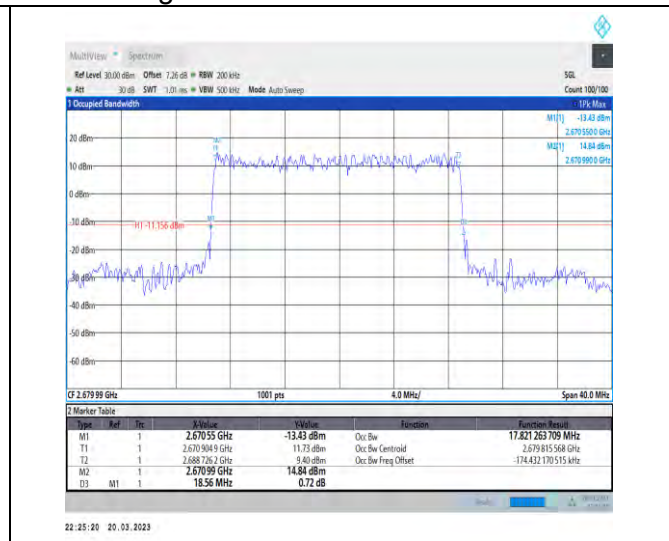 MultiView Spectrum
Ref Level 30.00 dBm Offset 7.26 dB RBW 200 kHz SGL
Att 30 dB SWT 1.01 ms VBW 500 kHz Mode Auto Sweep Count 100/100
1 Occupied Bandwidth 1Pk Max
M1[1] -13.43 dBm
2.670 550 0 GHz
M2[1] 14.84 dBm
2.670 990 0 GHz
20 dBm
10 dBm
0 dBm
-10 dBm
H1 -11.156 dBm
-20 dBm
-30 dBm
-40 dBm
-50 dBm
-60 dBm
CF 2.679 99 GHz 1001 pts 4.0 MHz/ Span 40.0 MHz
2 Marker Table
Type Ref Trc X-Value Y-Value Function Function Result
M1 1 2.670 55 GHz -13.43 dBm Occ Bw 17.821 263 709 MHz
T1 1 2.670 904 9 GHz 11.73 dBm Occ Bw Centroid 2.679 815 568 GHz
T2 1 2.688 726 2 GHz 9.40 dBm Occ Bw Freq Offset -174.432 170 515 kHz
M2 1 2.670 99 GHz 14.84 dBm
D3 M1 1 18.56 MHz 0.72 dB
22:25:20 20.03.2023